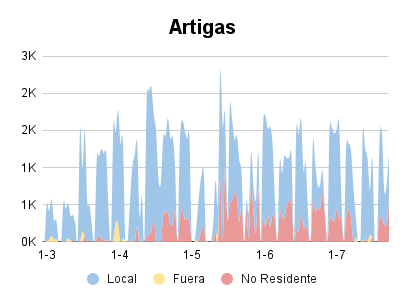 Artigas
3K
2K
2K
1K
1K
0K
1-3 1-4 1-5 1-6 1-7
Local Fuera No Residente